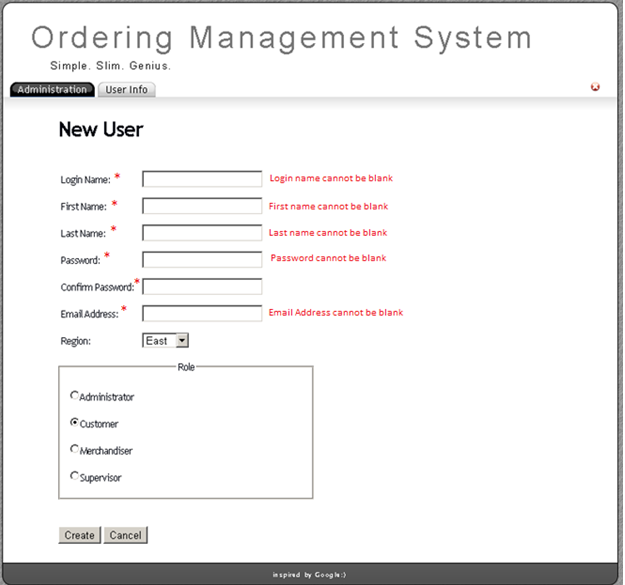 Ordering Management System
Simple. Slim. Genius.
Administration User Info
New User
Login Name: * Login name cannot be blank
First Name: * First name cannot be blank
Last Name: * Last name cannot be blank
Password: * Password cannot be blank
Confirm Password: *
Email Address: * Email Address cannot be blank
Region: East
Role
Administrator
Customer
Merchandiser
Supervisor
Create Cancel
inspired by Google:)